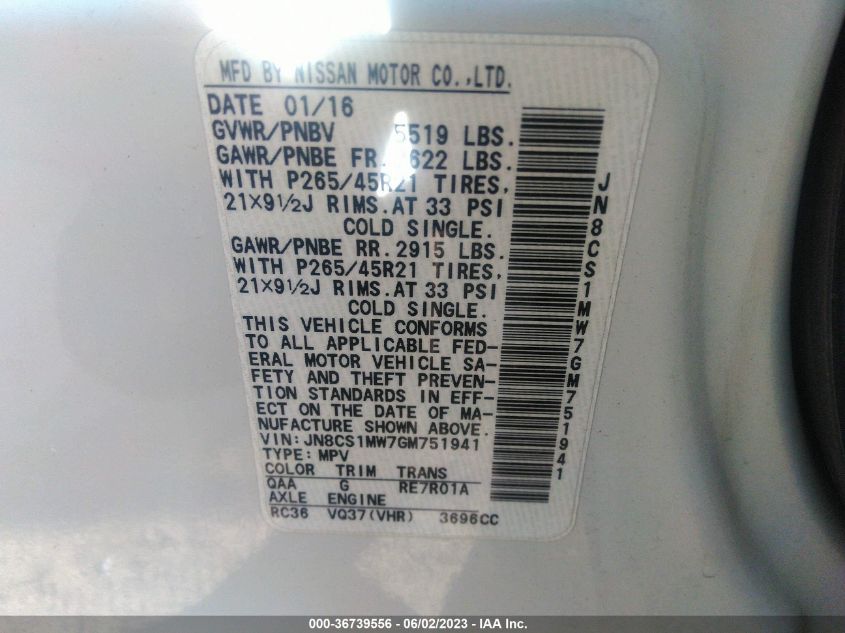 MFD BY NISSAN MOTOR CO.,LTD.
DATE 01/16
GVWR/PNBV 5519 LBS.
GAWR/PNBE FR. 622 LBS.
WITH P265/45R21 TIRES,
21X9½J RIMS.AT 33 PSI
COLD SINGLE.
GAWR/PNBE RR.2915 LBS.
WITH P265/45R21 TIRES,
21X9½J RIMS.AT 33 PSI
COLD SINGLE.
THIS VEHICLE CONFORMS
TO ALL APPLICABLE FED-
ERAL MOTOR VEHICLE SA-
FETY AND THEFT PREVEN-
TION STANDARDS IN EFF-
ECT ON THE DATE OF MA-
NUFACTURE SHOWN ABOVE.
VIN: JN8CS1MW7GM751941
TYPE: MPV
COLOR TRIM TRANS
QAA G RE7R01A
AXLE ENGINE
RC36 VQ37(VHR) 3696CC
JN8CS1MW7GM751941
000-36739556 - 06/02/2023 - IAA Inc.